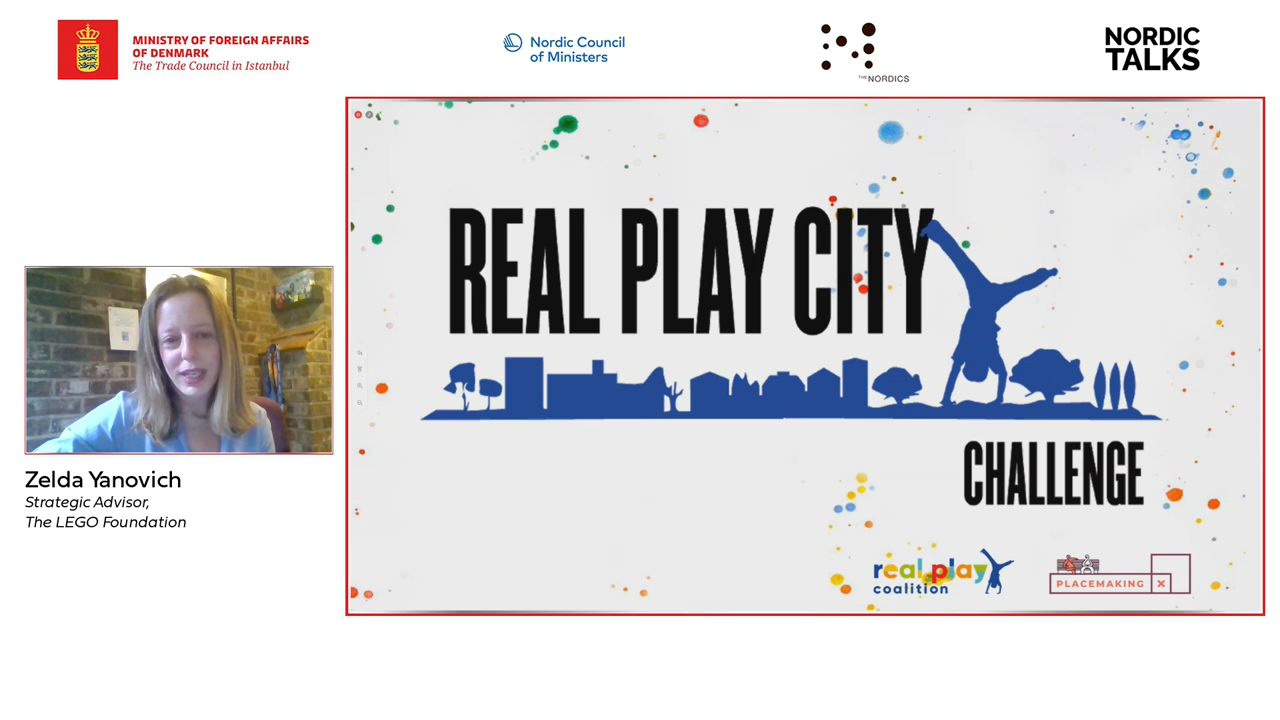 MINISTRY OF FOREIGN AFFAIRS
OF DENMARK
The Trade Council in Istanbul
Nordic Council
of Ministers
THE NORDICS
NORDIC
TALKS
REAL PLAY CITY
CHALLENGE
real play
coalition
PLACEMAKING X
Zelda Yanovich
Strategic Advisor,
The LEGO Foundation